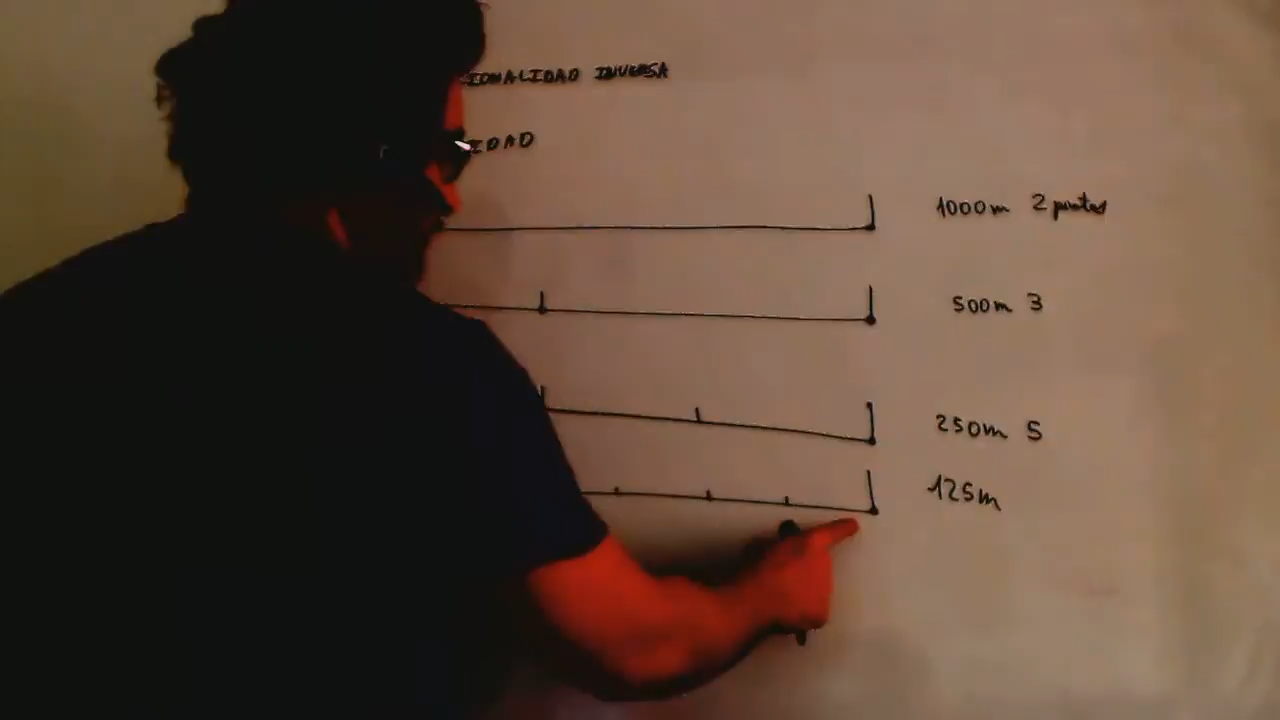 IONALIDAD INVERSA
IDAD
1000m 2 puntos
500m 3
250m 5
125m